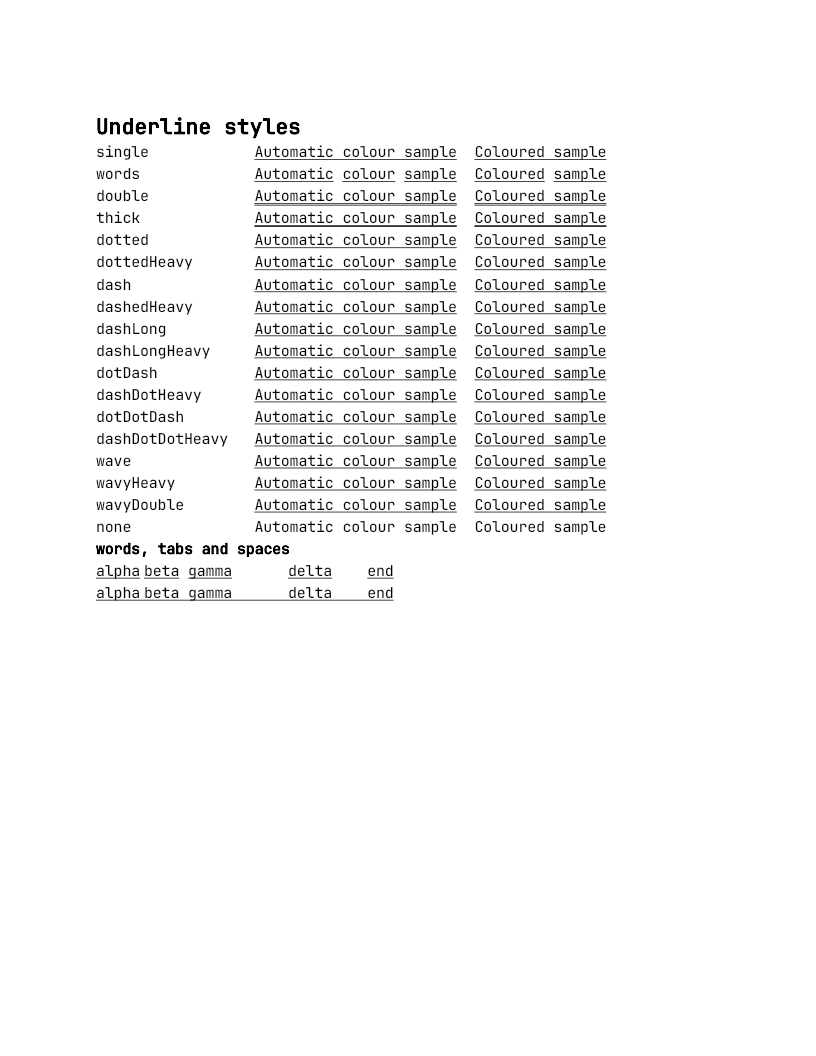 Underline styles
single Automatic colour sample Coloured sample
words Automatic colour sample Coloured sample
double Automatic colour sample Coloured sample
thick Automatic colour sample Coloured sample
dotted Automatic colour sample Coloured sample
dottedHeavy Automatic colour sample Coloured sample
dash Automatic colour sample Coloured sample
dashedHeavy Automatic colour sample Coloured sample
dashLong Automatic colour sample Coloured sample
dashLongHeavy Automatic colour sample Coloured sample
dotDash Automatic colour sample Coloured sample
dashDotHeavy Automatic colour sample Coloured sample
dotDotDash Automatic colour sample Coloured sample
dashDotDotHeavy Automatic colour sample Coloured sample
wave Automatic colour sample Coloured sample
wavyHeavy Automatic colour sample Coloured sample
wavyDouble Automatic colour sample Coloured sample
none Automatic colour sample Coloured sample
words, tabs and spaces
alpha beta gamma delta end
alpha beta gamma delta end